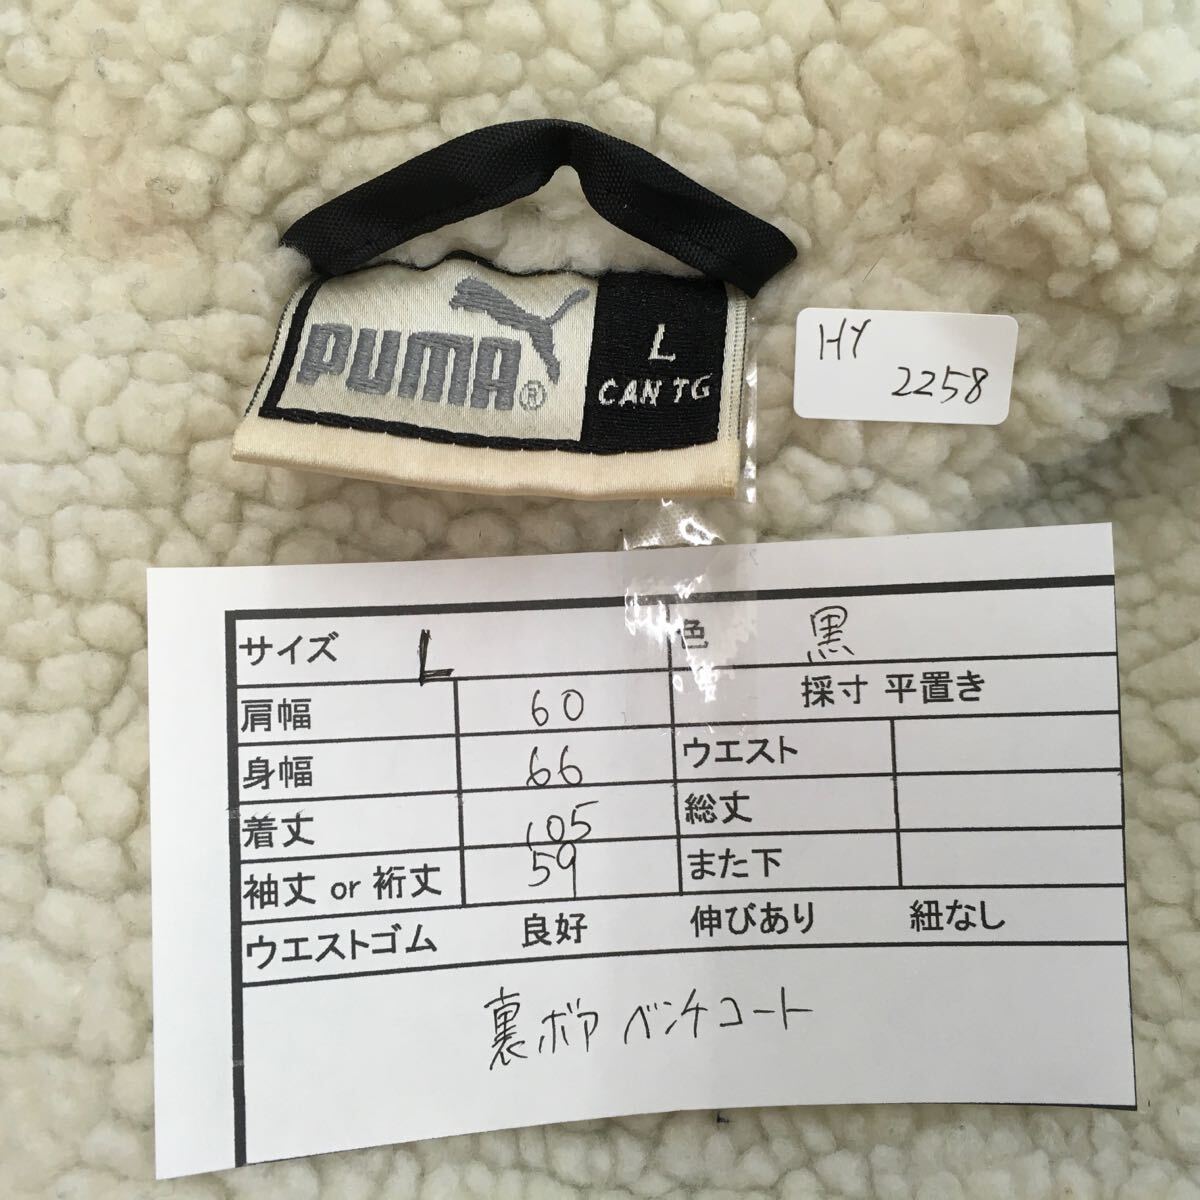 PUMA®
L
CAN TG
HY
2258
サイズ L 色 黒
肩幅 60 採寸 平置き
身幅 66 ウエスト
着丈 105 総丈
袖丈 or 裄丈 59 また下
ウエストゴム 良好 伸びあり 紐なし
裏ボア ベンチコート